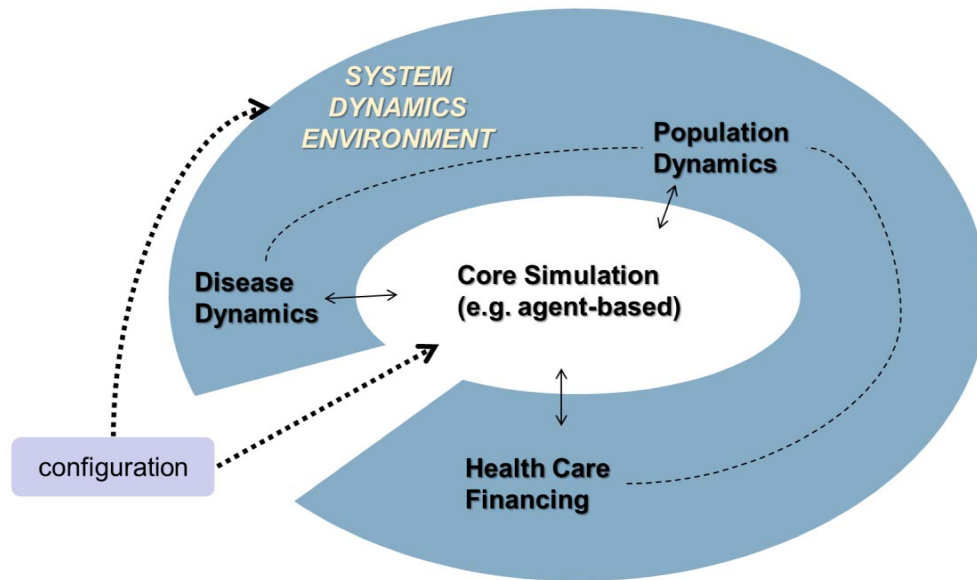 SYSTEM
DYNAMICS
ENVIRONMENT
Population
Dynamics
Disease
Dynamics
Core Simulation
(e.g. agent-based)
configuration
Health Care
Financing